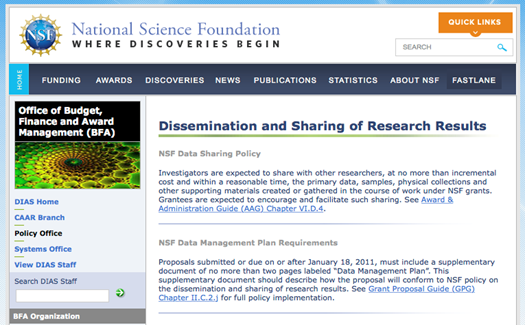 National Science Foundation
WHERE DISCOVERIES BEGIN
QUICK LINKS
SEARCH
HOME
FUNDING AWARDS DISCOVERIES NEWS PUBLICATIONS STATISTICS ABOUT NSF FASTLANE
Office of Budget,
Finance and Award
Management (BFA)
DIAS Home
CAAR Branch
Policy Office
Systems Office
View DIAS Staff
Search DIAS Staff
BFA Organization
Dissemination and Sharing of Research Results
NSF Data Sharing Policy
Investigators are expected to share with other researchers, at no more than incremental
cost and within a reasonable time, the primary data, samples, physical collections and
other supporting materials created or gathered in the course of work under NSF grants.
Grantees are expected to encourage and facilitate such sharing. See Award &
Administration Guide (AAG) Chapter VI.D.4.
NSF Data Management Plan Requirements
Proposals submitted or due on or after January 18, 2011, must include a supplementary
document of no more than two pages labeled "Data Management Plan". This
supplementary document should describe how the proposal will conform to NSF policy on
the dissemination and sharing of research results. See Grant Proposal Guide (GPG)
Chapter II.C.2.j for full policy implementation.
NSF